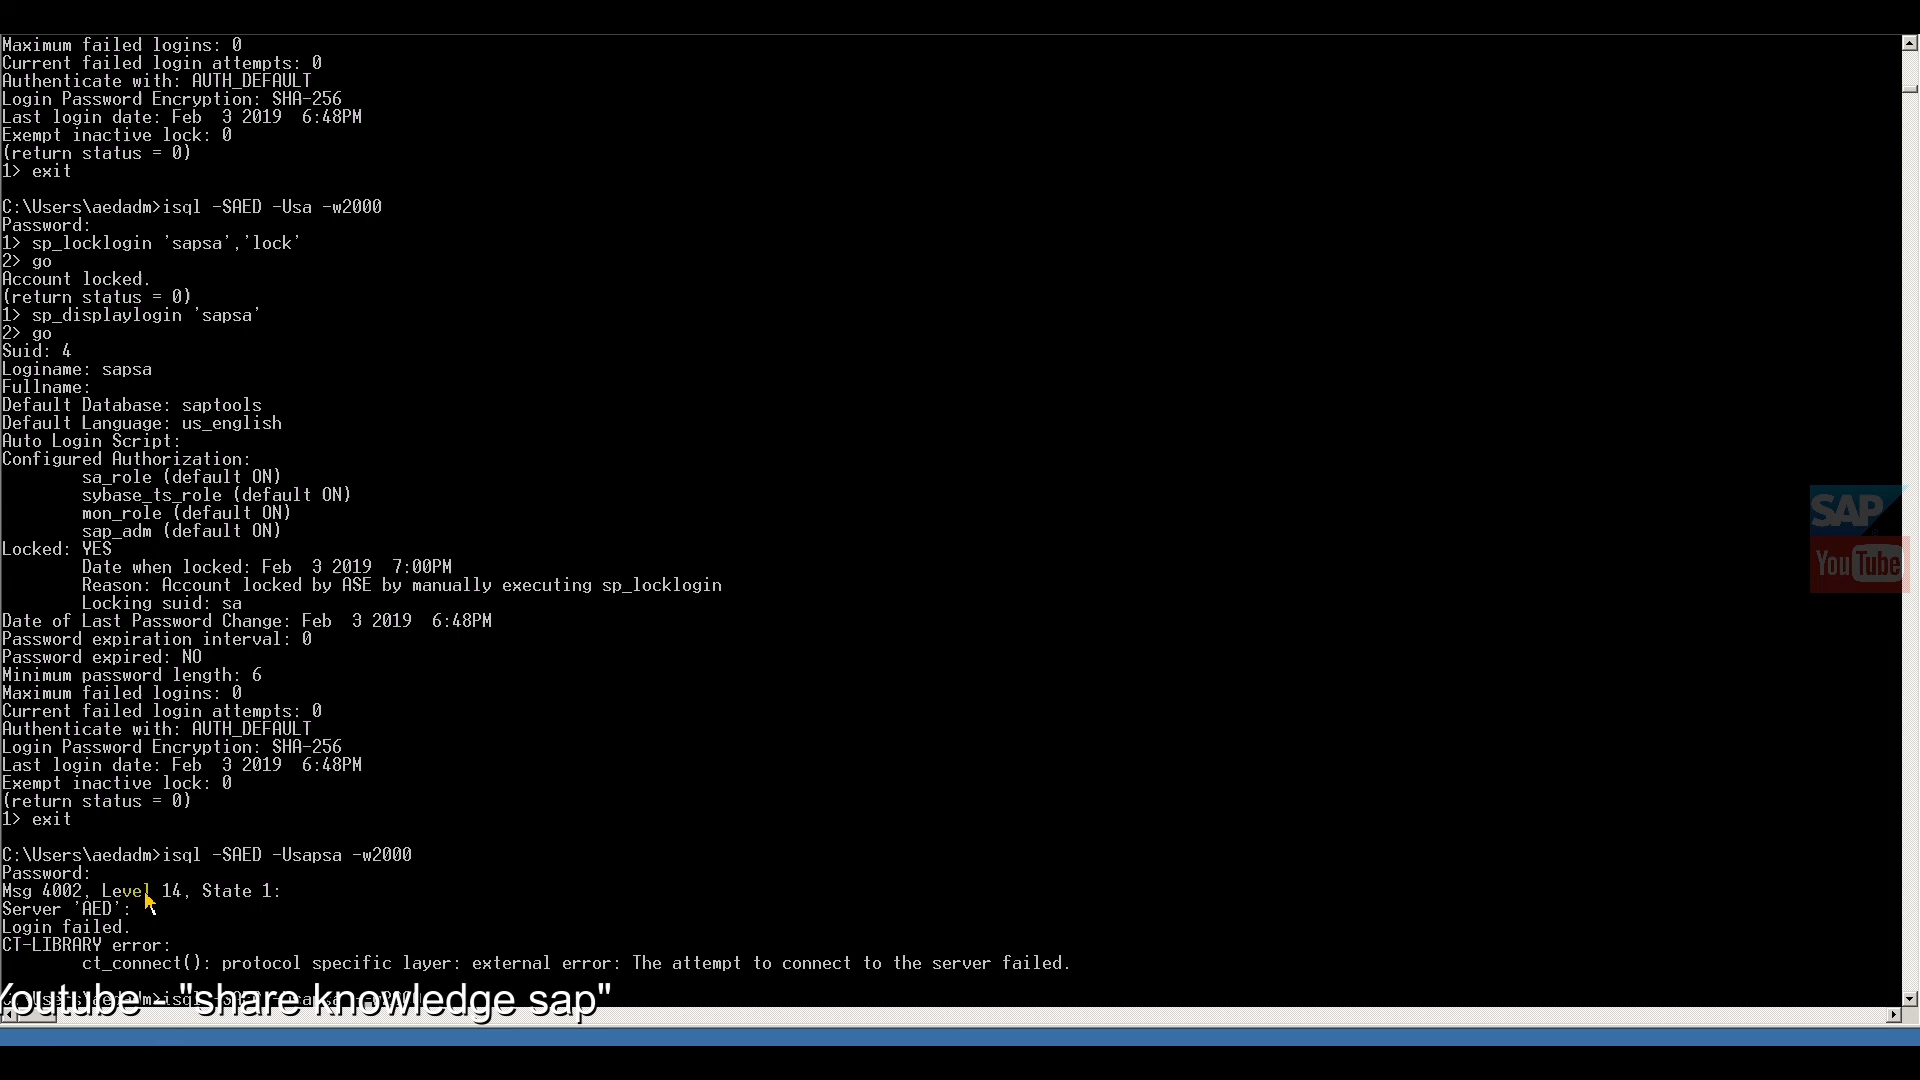 Maximum failed logins: 0
Current failed login attempts: 0
Authenticate with: AUTH_DEFAULT
Login Password Encryption: SHA-256
Last login date: Feb  3 2019  6:48PM
Exempt inactive lock: 0
(return status = 0)
1> exit
C:\Users\aedadm>isql -SAED -Usa -w2000
Password:
1> sp_locklogin 'sapsa','lock'
2> go
Account locked.
(return status = 0)
1> sp_displaylogin 'sapsa'
2> go
Suid: 4
Loginame: sapsa
Fullname:
Default Database: saptools
Default Language: us_english
Auto Login Script:
Configured Authorization:
sa_role (default ON)
sybase_ts_role (default ON)
mon_role (default ON)
sap_adm (default ON)
Locked: YES
Date when locked: Feb  3 2019  7:00PM
Reason: Account locked by ASE by manually executing sp_locklogin
Locking suid: sa
Date of Last Password Change: Feb  3 2019  6:48PM
Password expiration interval: 0
Password expired: NO
Minimum password length: 6
Maximum failed logins: 0
Current failed login attempts: 0
Authenticate with: AUTH_DEFAULT
Login Password Encryption: SHA-256
Last login date: Feb  3 2019  6:48PM
Exempt inactive lock: 0
(return status = 0)
1> exit
C:\Users\aedadm>isql -SAED -Usapsa -w2000
Password:
Msg 4002, Level 14, State 1:
Server 'AED':
Login failed.
CT-LIBRARY error:
ct_connect(): protocol specific layer: external error: The attempt to connect to the server failed.
Youtube - "share knowledge sap"
SAP
YouTube